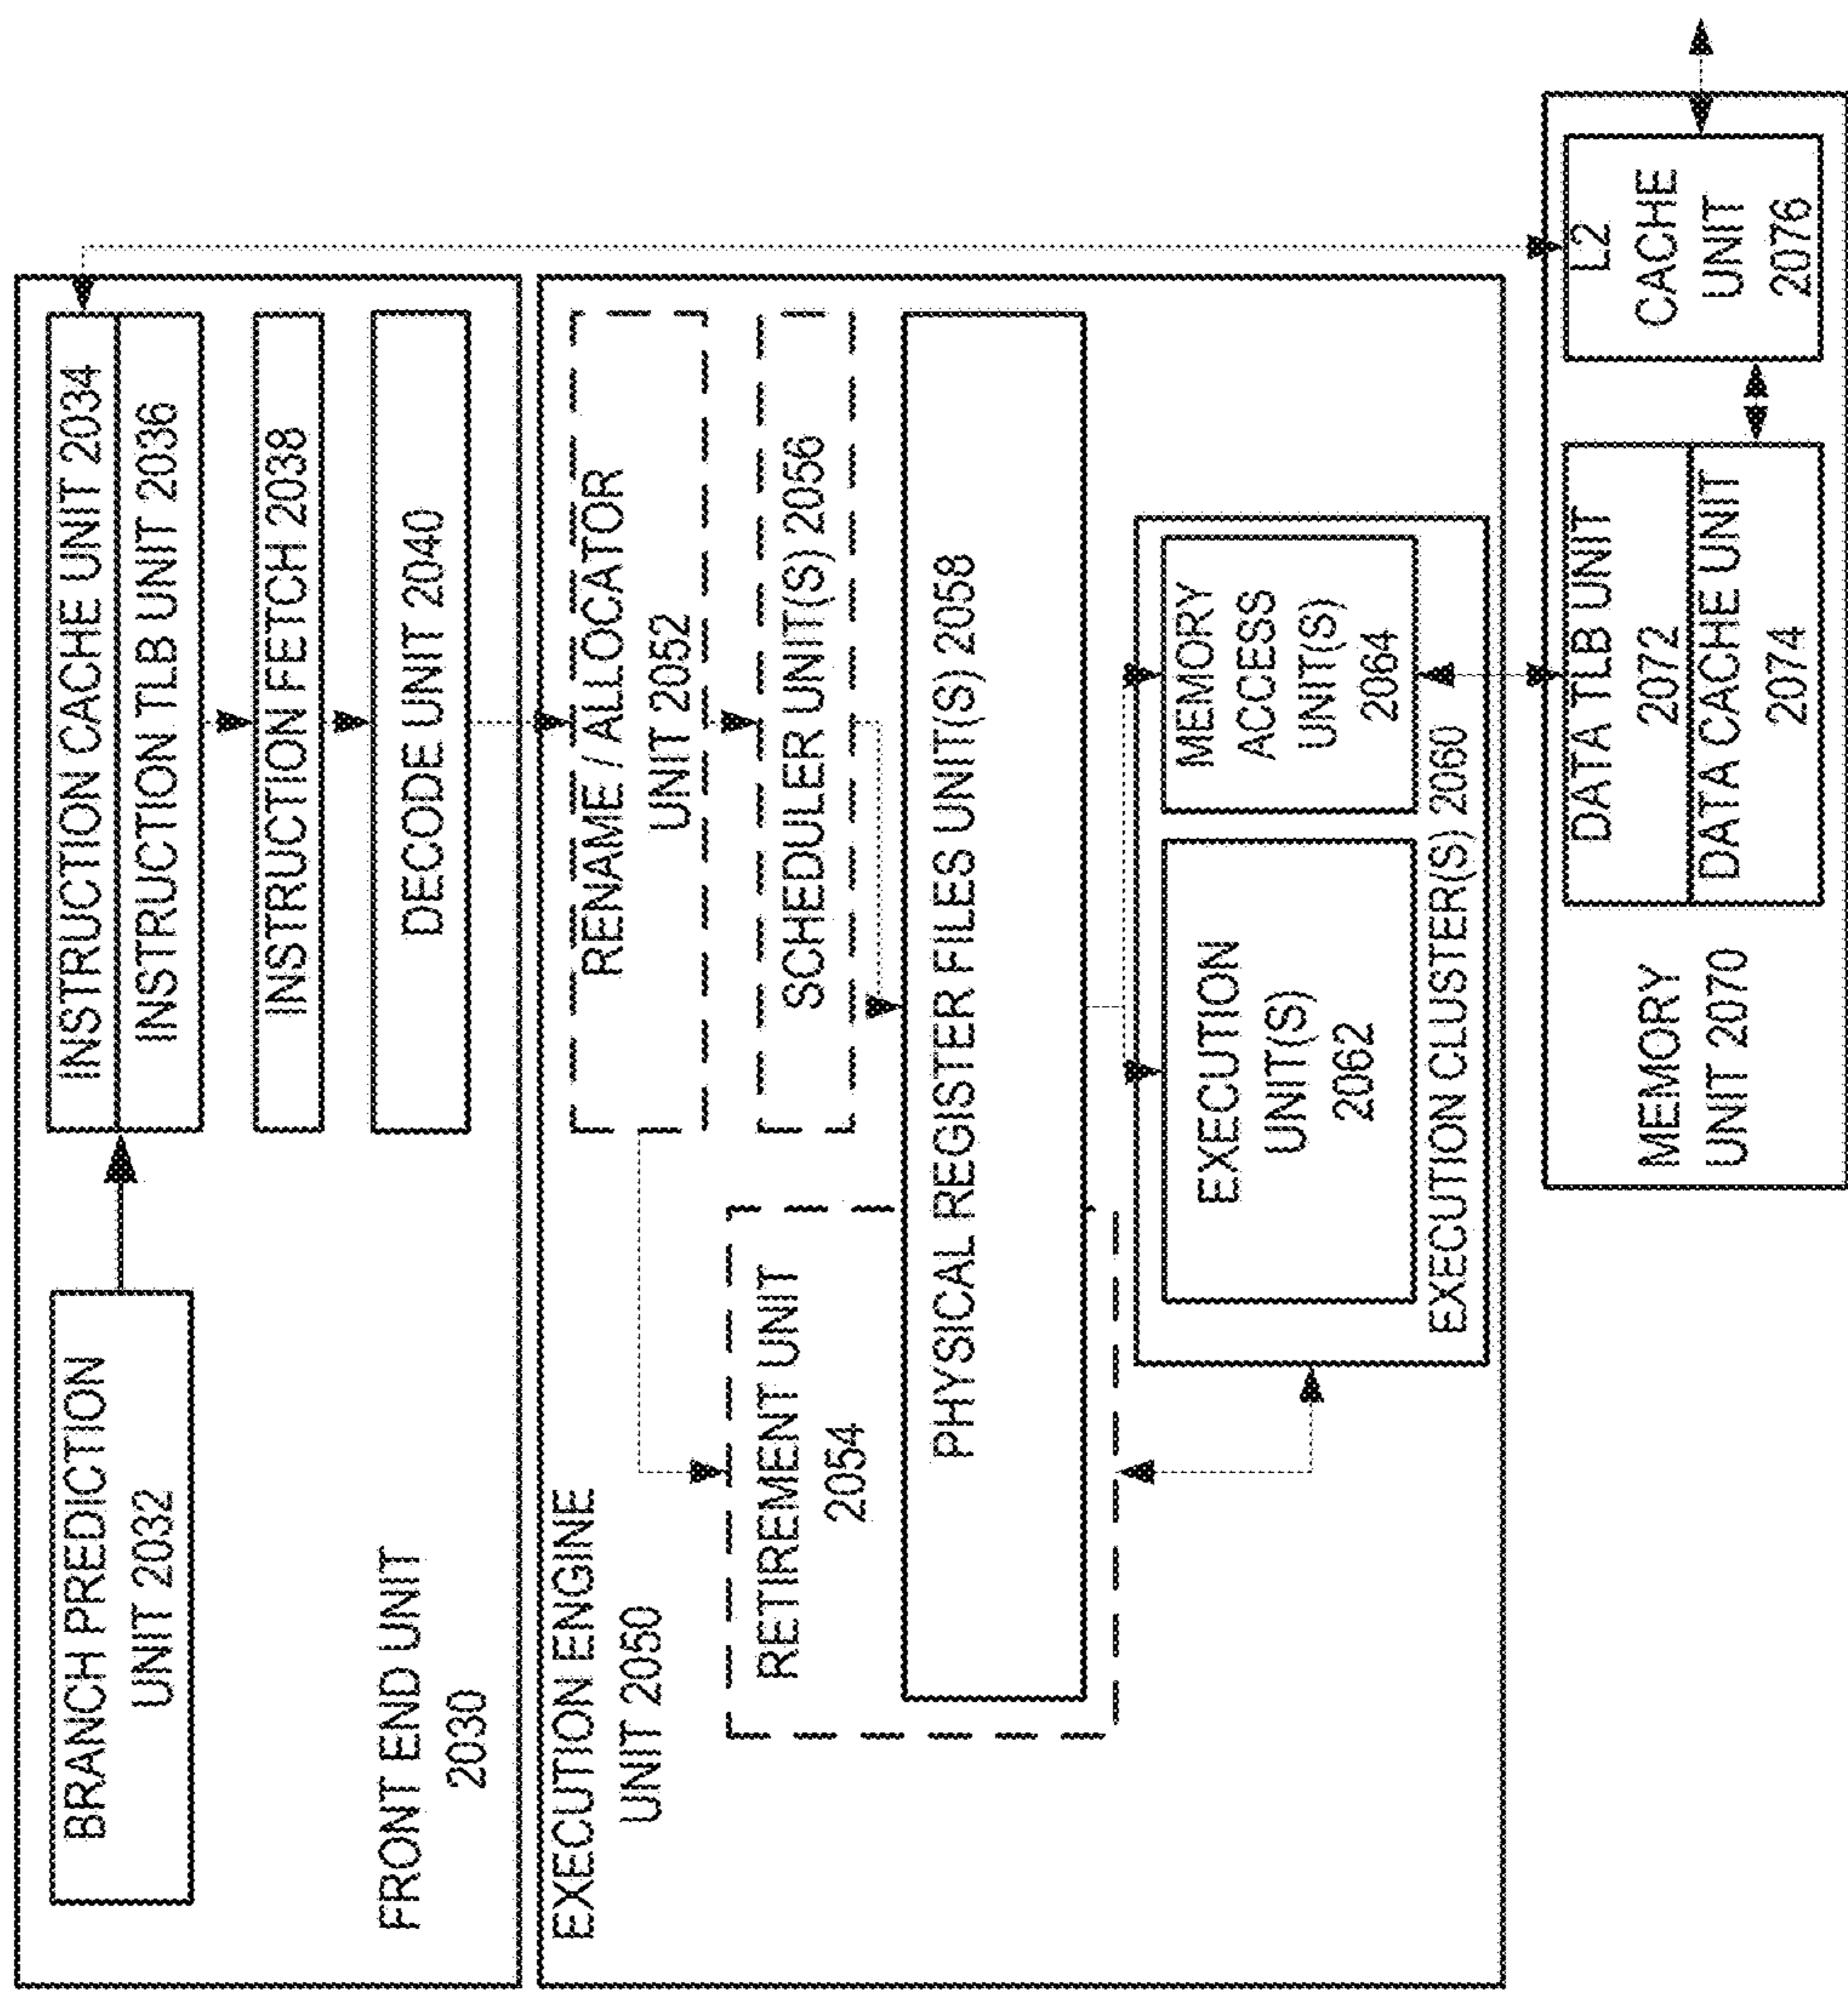 BRANCH PREDICTION
UNIT 2032
INSTRUCTION CACHE UNIT 2034
INSTRUCTION TLB UNIT 2036
INSTRUCTION FETCH 2038
DECODE UNIT 2040
FRONT END UNIT
2030
EXECUTION ENGINE
UNIT 2050
RENAME / ALLOCATOR
UNIT 2052
RETIREMENT UNIT
2054
SCHEDULER UNIT(S) 2056
PHYSICAL REGISTER FILES UNIT(S) 2058
EXECUTION
UNIT(S)
2062
MEMORY
ACCESS
UNIT(S)
2064
EXECUTION CLUSTER(S) 2060
MEMORY
UNIT 2070
DATA TLB UNIT
2072
DATA CACHE UNIT
2074
L2
CACHE
UNIT
2076